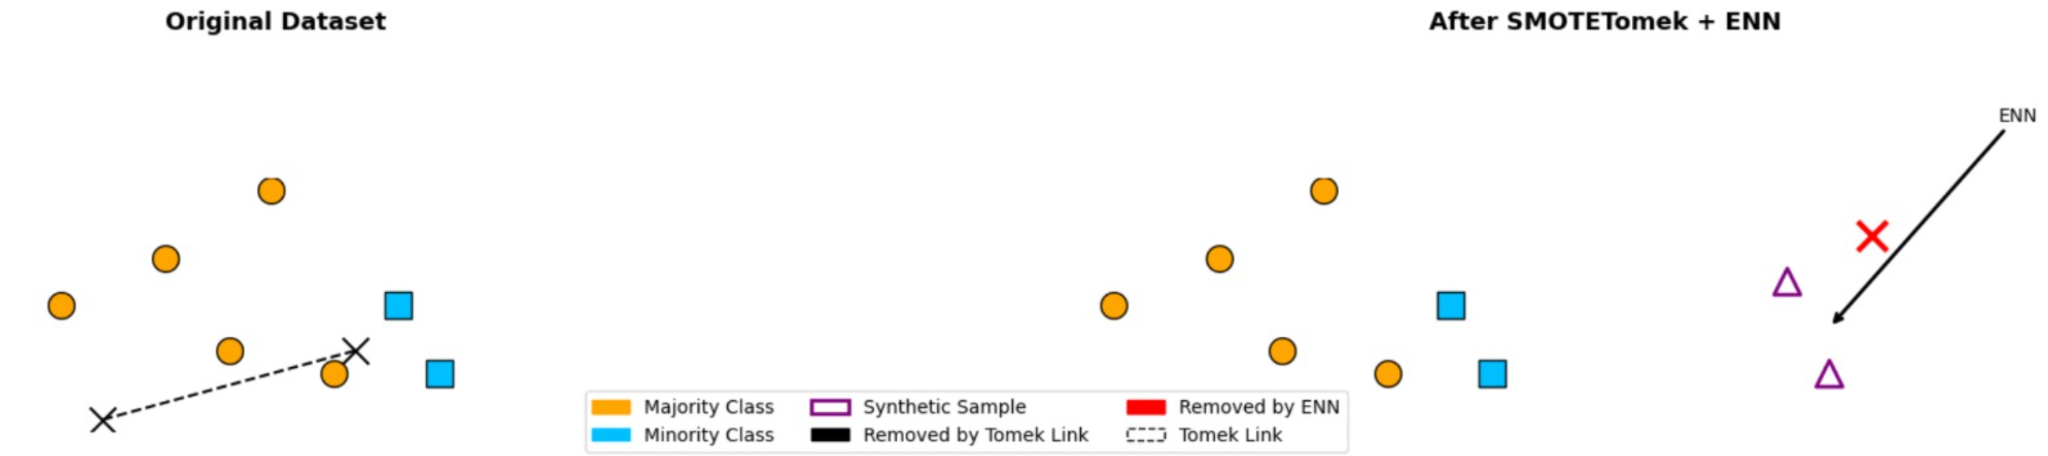 Original Dataset
After SMOTETomek + ENN
ENN
Majority Class
Minority Class
Synthetic Sample
Removed by Tomek Link
Removed by ENN
Tomek Link